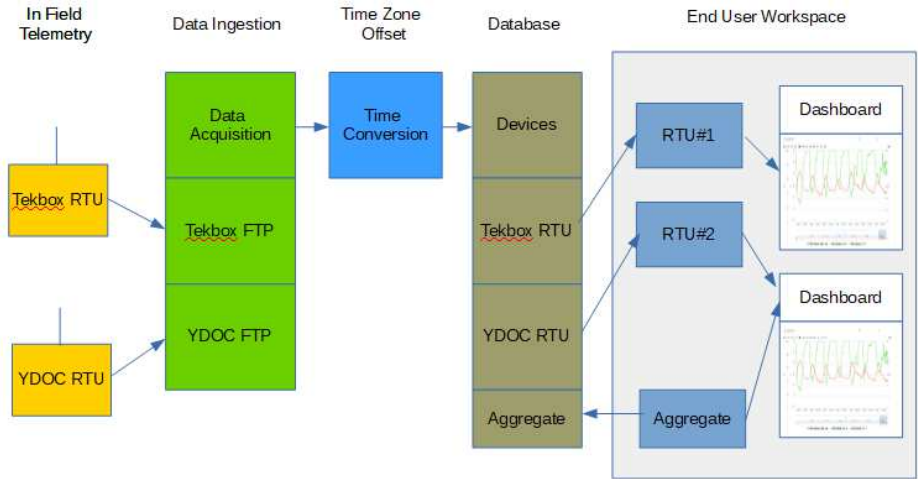 In Field
Telemetry
Data Ingestion
Time Zone
Offset
Database
End User Workspace
Data
Acquisition
Time
Conversion
Devices
RTU#1
Dashboard
Tekbox RTU
Tekbox FTP
Tekbox RTU
RTU#2
YDOC RTU
YDOC FTP
YDOC RTU
Dashboard
Aggregate
Aggregate